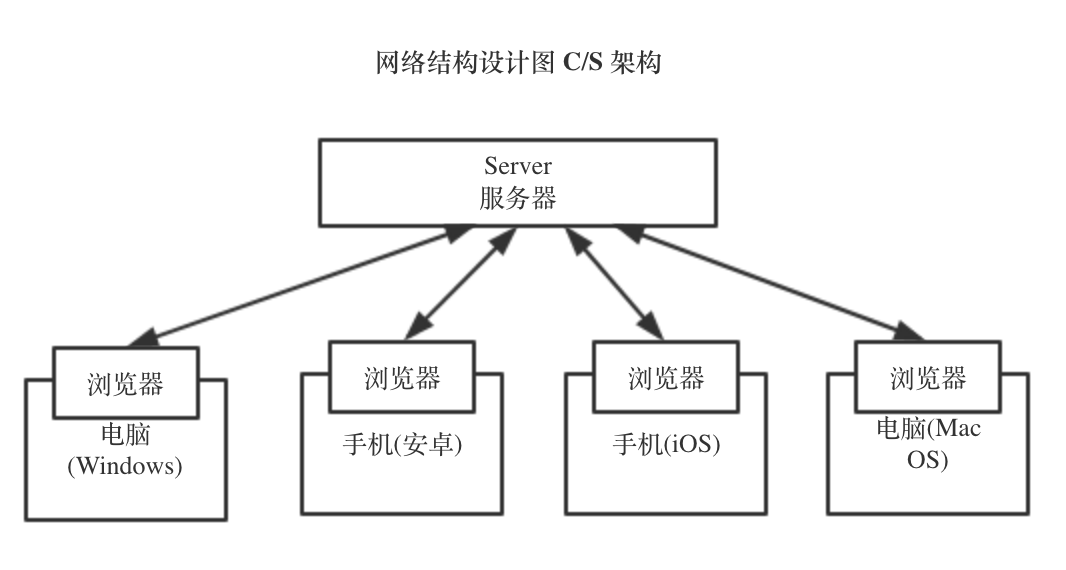 网络结构设计图 C/S 架构
Server
服务器
浏览器
电脑
(Windows)
浏览器
手机(安卓)
浏览器
手机(iOS)
浏览器
电脑(Mac
OS)